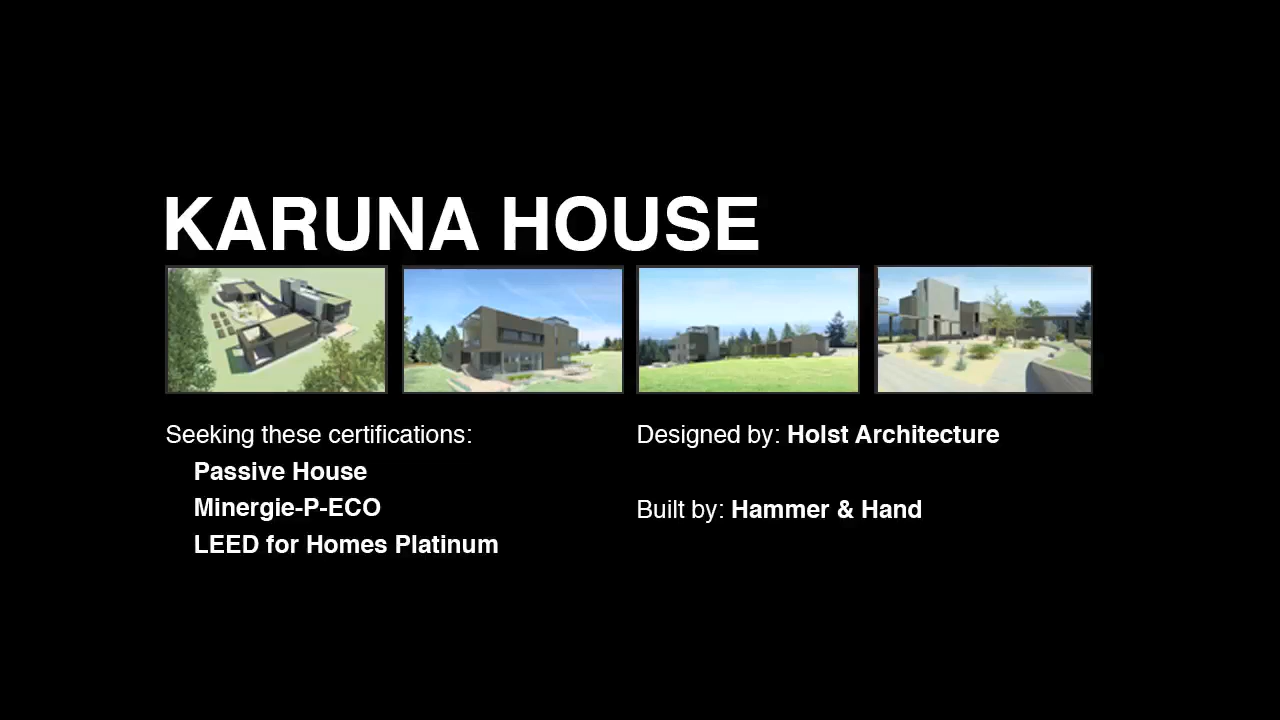 KARUNA HOUSE
Seeking these certifications:
Passive House
Minergie-P-ECO
LEED for Homes Platinum
Designed by: Holst Architecture
Built by: Hammer & Hand